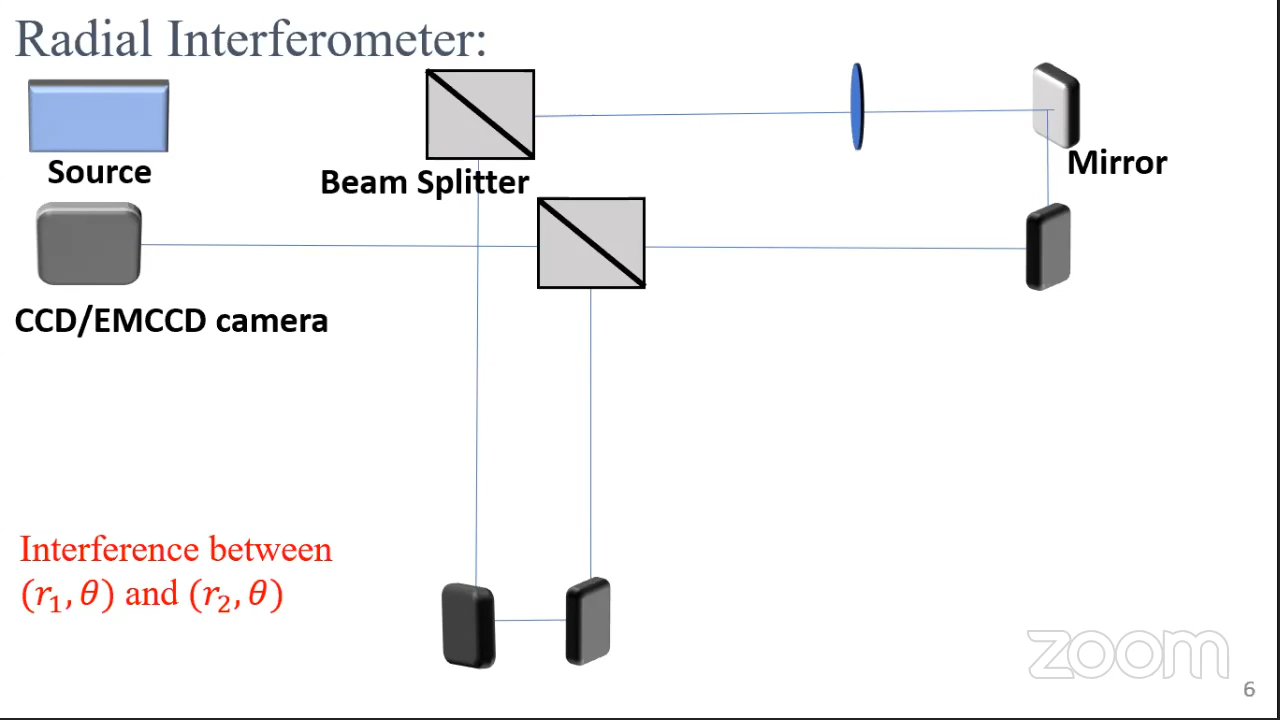 Radial Interferometer:
Source
Beam Splitter
Mirror
CCD/EMCCD camera
Interference between
(𝑟₁, 𝜃) and (𝑟₂, 𝜃)
zoom
6